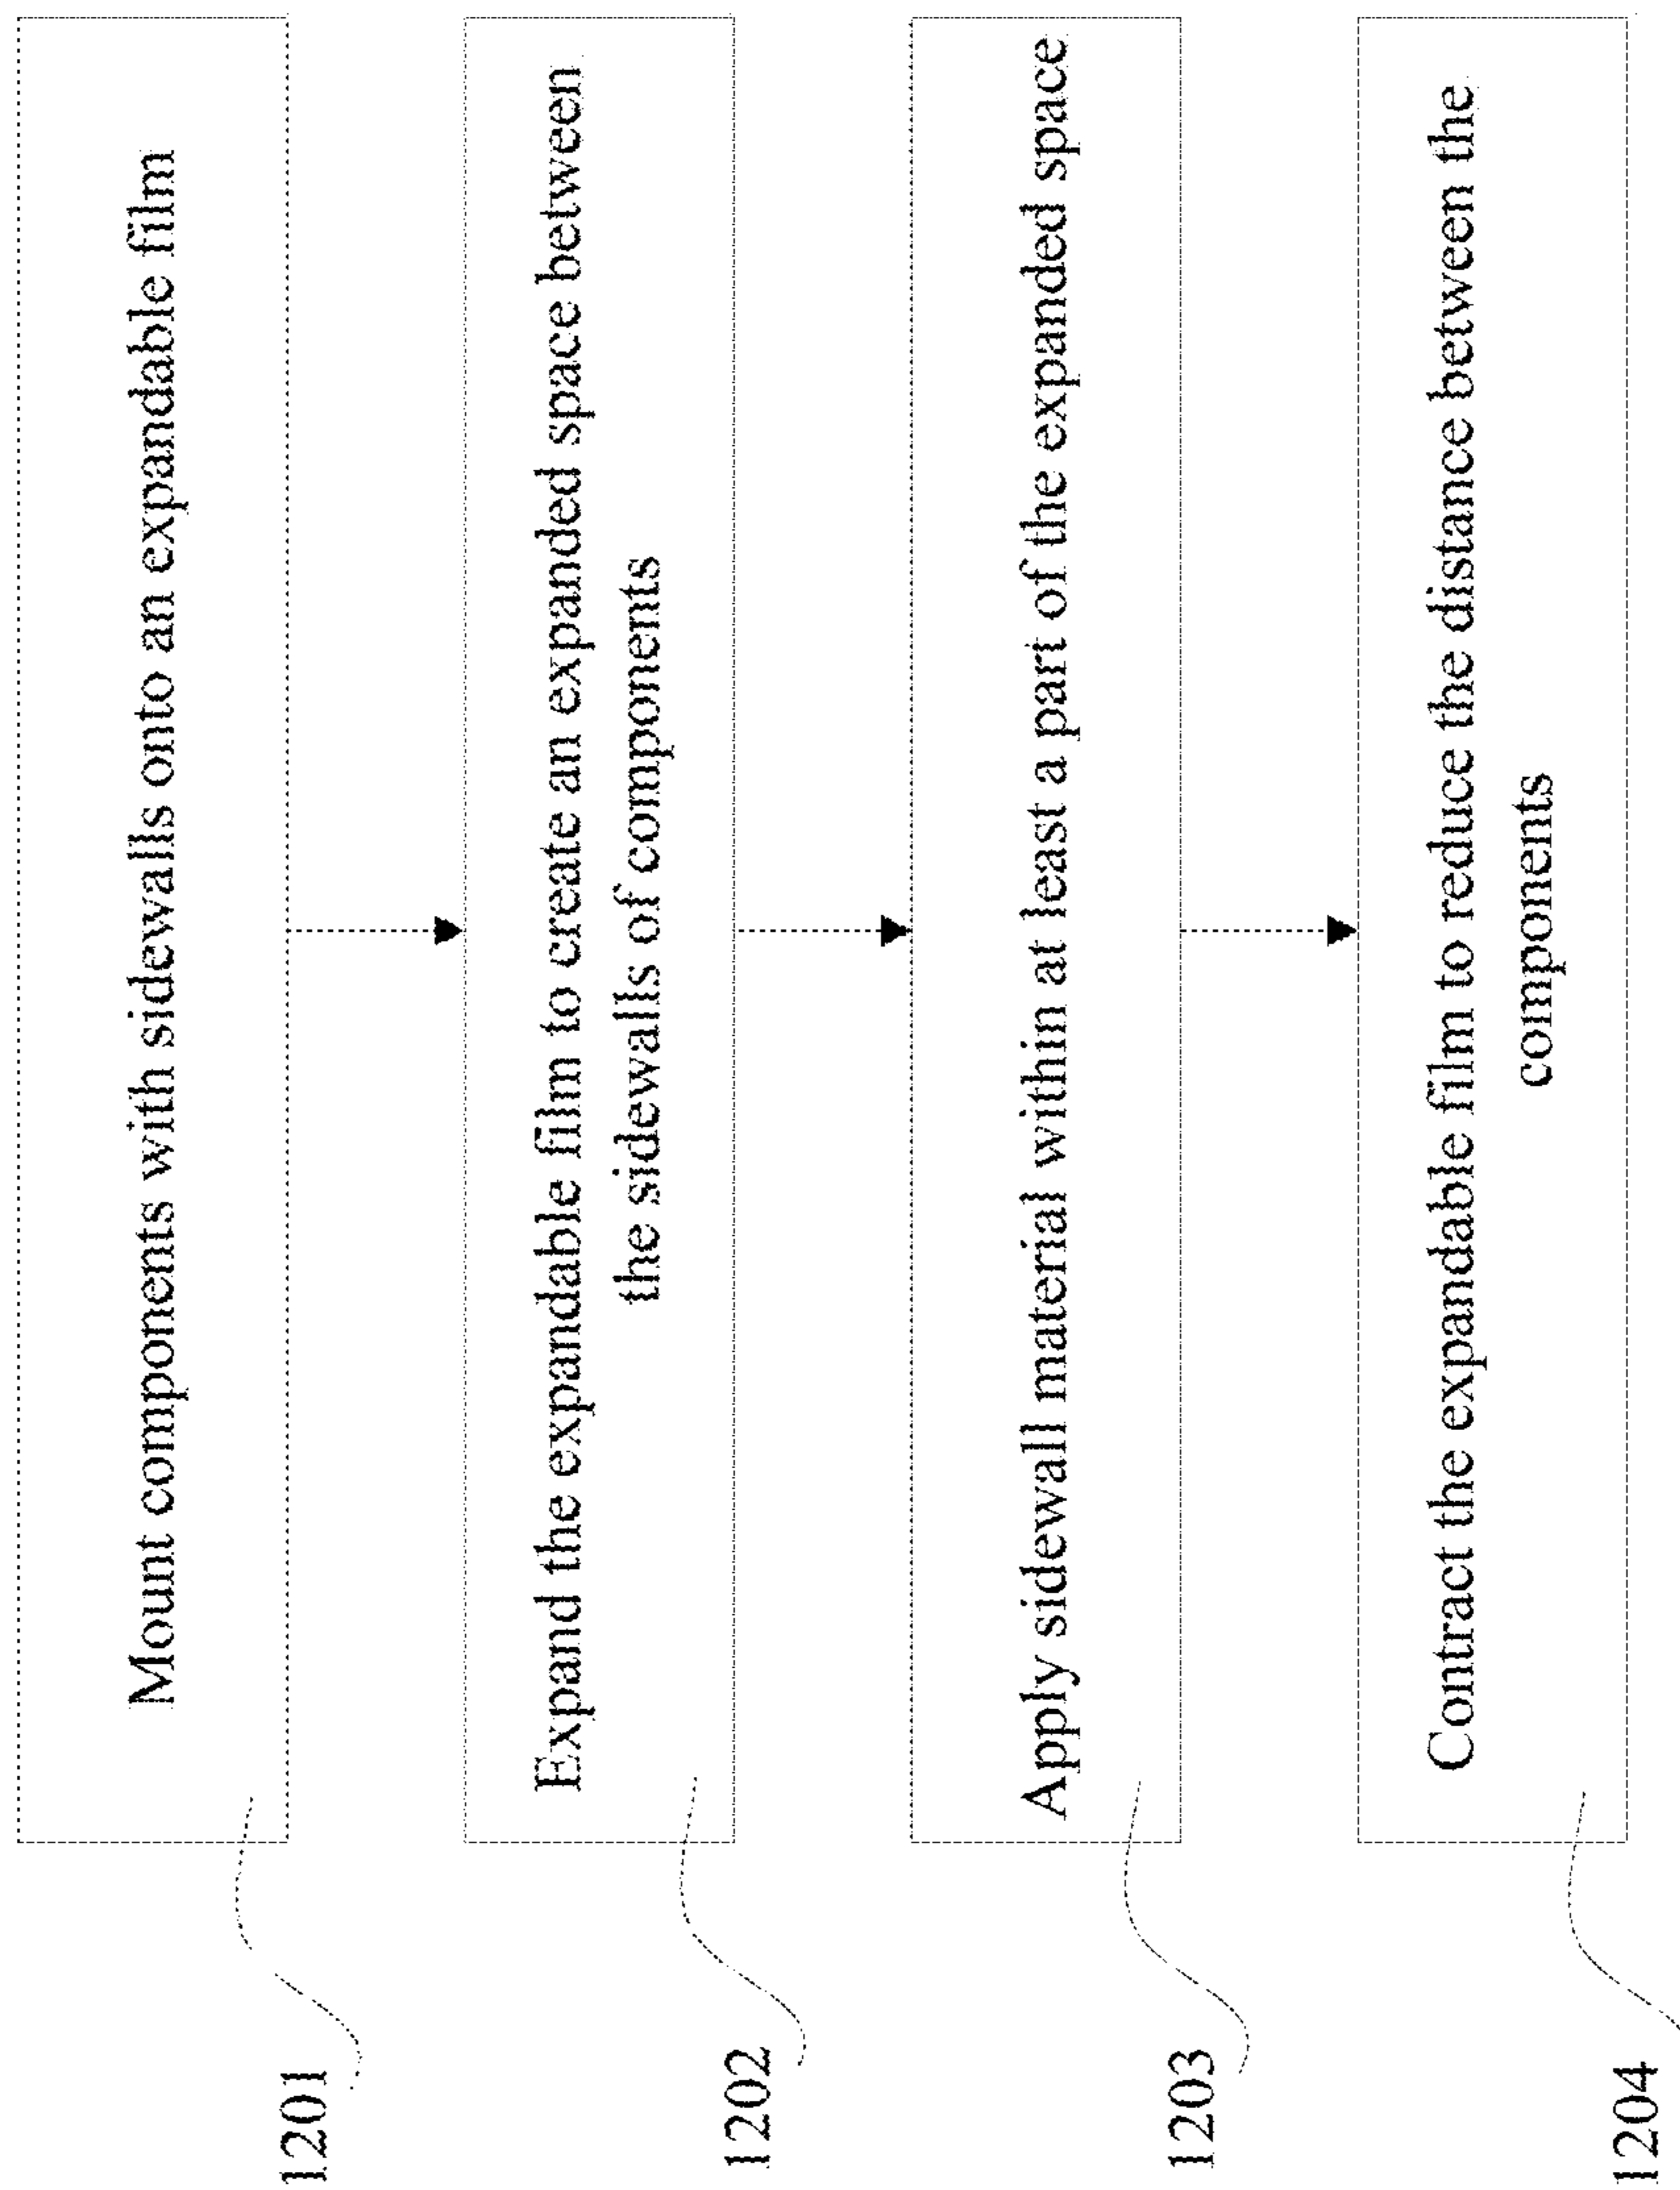 Mount components with sidewalls onto an expandable film
1201
Expand the expandable film to create an expanded space between
the sidewalls of components
1202
Apply sidewall material within at least a part of the expanded space
1203
Contract the expandable film to reduce the distance between the
components
1204